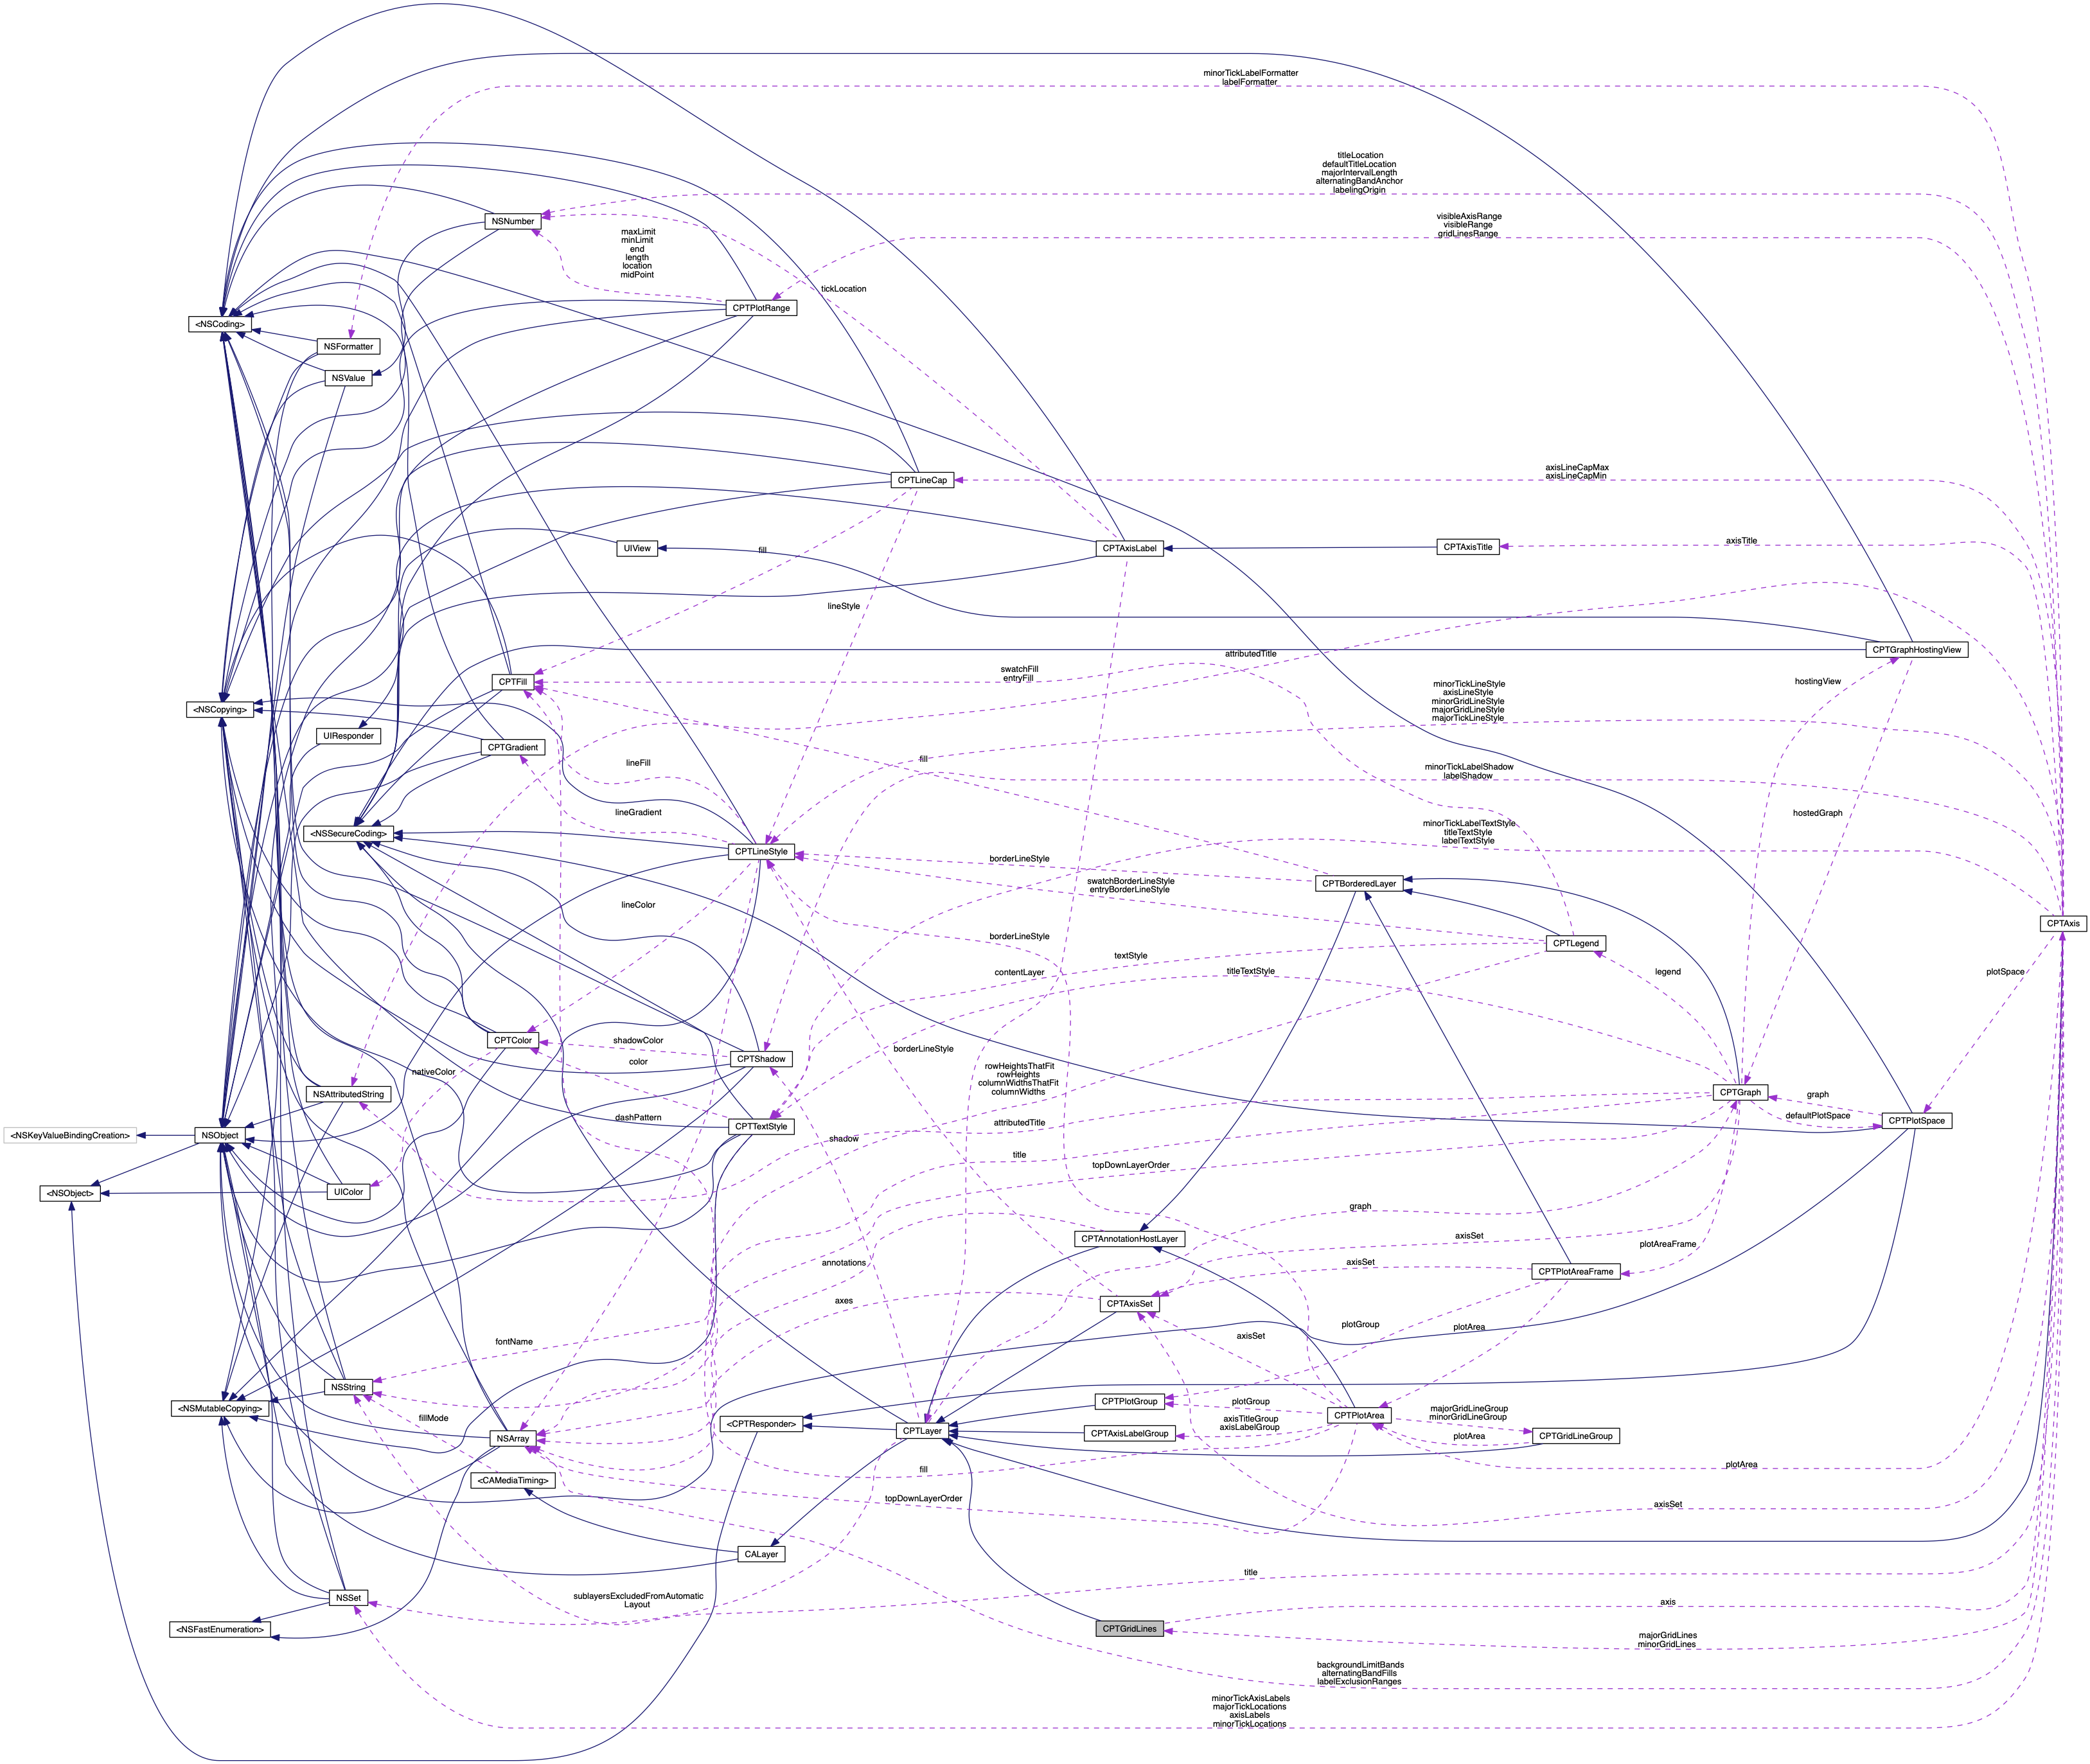 minorTickLabelFormatter
labelFormatter
titleLocation
defaultTitleLocation
majorIntervalLength
alternatingBandAnchor
labelingOrigin
NSNumber
visibleAxisRange
visibleRange
gridLinesRange
maxLimit
minLimit
end
length
location
midPoint
tickLocation
CPTPlotRange
<NSCoding>
NSFormatter
NSValue
axisLineCapMax
axisLineCapMin
CPTLineCap
fill
UIView
CPTAxisLabel
CPTAxisTitle
axisTitle
lineStyle
CPTGraphHostingView
attributedTitle
swatchFill
entryFill
CPTFill
hostingView
minorTickLineStyle
axisLineStyle
minorGridLineStyle
majorGridLineStyle
majorTickLineStyle
<NSCopying>
UIResponder
CPTGradient
lineFill
fill
minorTickLabelShadow
labelShadow
lineGradient
hostedGraph
<NSSecureCoding>
minorTickLabelTextStyle
titleTextStyle
labelTextStyle
CPTLineStyle
borderLineStyle
swatchBorderLineStyle
entryBorderLineStyle
CPTBorderedLayer
lineColor
CPTAxis
borderLineStyle
CPTLegend
textStyle
contentLayer
titleTextStyle
legend
plotSpace
CPTColor
shadowColor
borderLineStyle
CPTShadow
color
nativeColor
rowHeightsThatFit
rowHeights
columnWidthsThatFit
columnWidths
NSAttributedString
CPTGraph
graph
defaultPlotSpace
CPTPlotSpace
dashPattern
CPTTextStyle
attributedTitle
<NSKeyValueBindingCreation>
NSObject
shadow
title
topDownLayerOrder
<NSObject>
UIColor
graph
CPTAnnotationHostLayer
axisSet
plotAreaFrame
annotations
axisSet
CPTPlotAreaFrame
axes
CPTAxisSet
fontName
axisSet
plotGroup
plotArea
NSString
<NSMutableCopying>
fillMode
NSArray
<CPTResponder>
CPTLayer
CPTPlotGroup
plotGroup
CPTAxisLabelGroup
axisTitleGroup
axisLabelGroup
CPTPlotArea
majorGridLineGroup
minorGridLineGroup
plotArea
CPTGridLineGroup
fill
plotArea
<CAMediaTiming>
topDownLayerOrder
axisSet
CALayer
title
NSSet
sublayersExcludedFromAutomatic
Layout
axis
<NSFastEnumeration>
CPTGridLines
majorGridLines
minorGridLines
backgroundLimitBands
alternatingBandFills
labelExclusionRanges
minorTickAxisLabels
majorTickLocations
axisLabels
minorTickLocations